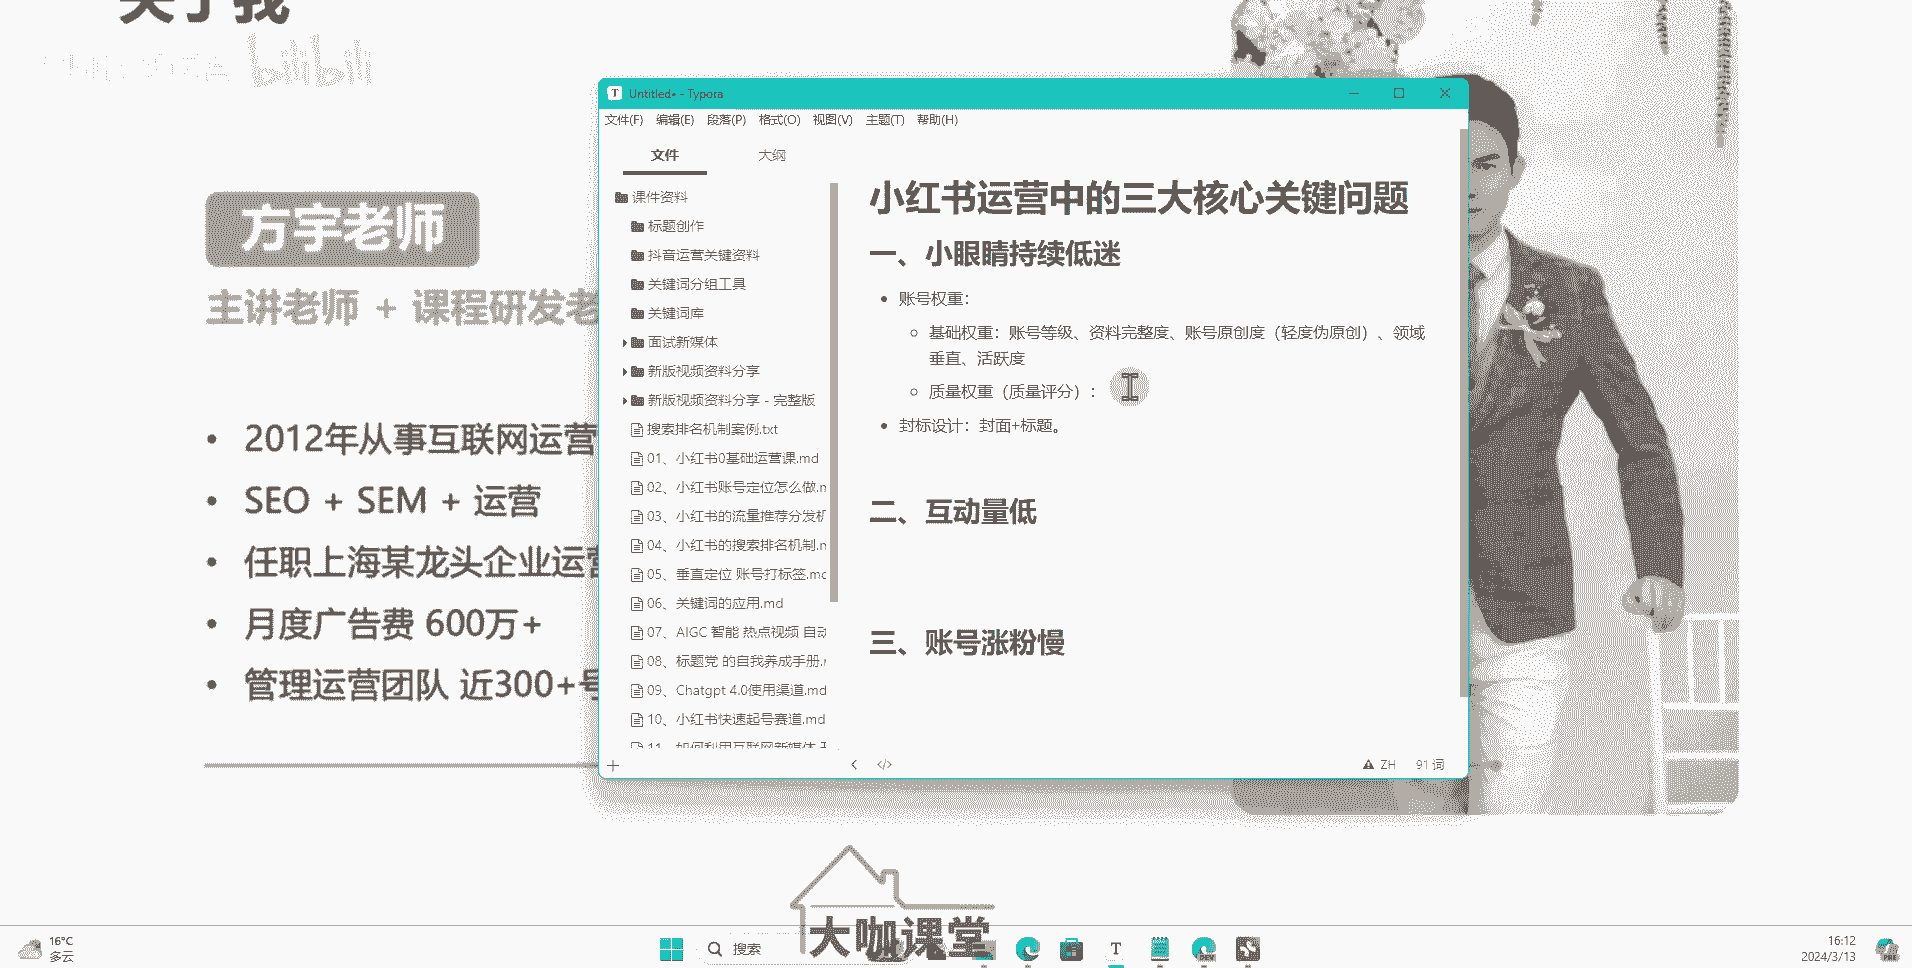 关于我
bilibili
方宇老师
主讲老师 + 课程研发老
• 2012年从事互联网运营
• SEO + SEM + 运营
• 任职上海某龙头企业运营
• 月度广告费 600万+
• 管理运营团队 近300+号
Untitled• - Typora
文件(F) 编辑(E) 段落(P) 格式(O) 视图(V) 主题(T) 帮助(H)
文件 大纲
课件资料
标题创作
抖音运营关键资料
关键词分组工具
关键词库
面试新媒体
新版视频资料分享
新版视频资料分享 - 完整版
搜索排名机制案例.txt
01、小红书0基础运营课.md
02、小红书账号定位怎么做.m
03、小红书的流量推荐分发机
04、小红书的搜索排名机制.m
05、垂直定位 账号打标签.md
06、关键词的应用.md
07、AIGC 智能 热点视频 自动
08、标题党 的自我养成手册.m
09、Chatgpt 4.0使用渠道.md
10、小红书快速起号赛道.md
11、如何利用互联网新媒体
小红书运营中的三大核心关键问题
一、小眼睛持续低迷
• 账号权重：
基础权重：账号等级、资料完整度、账号原创度（轻度伪原创）、领域
垂直、活跃度
质量权重（质量评分）：
• 封标设计：封面+标题。
二、互动量低
三、账号涨粉慢
ZH 91 词
大咖课堂
16°C
多云
搜索
T
DEV
16:12
2024/3/13
PRE